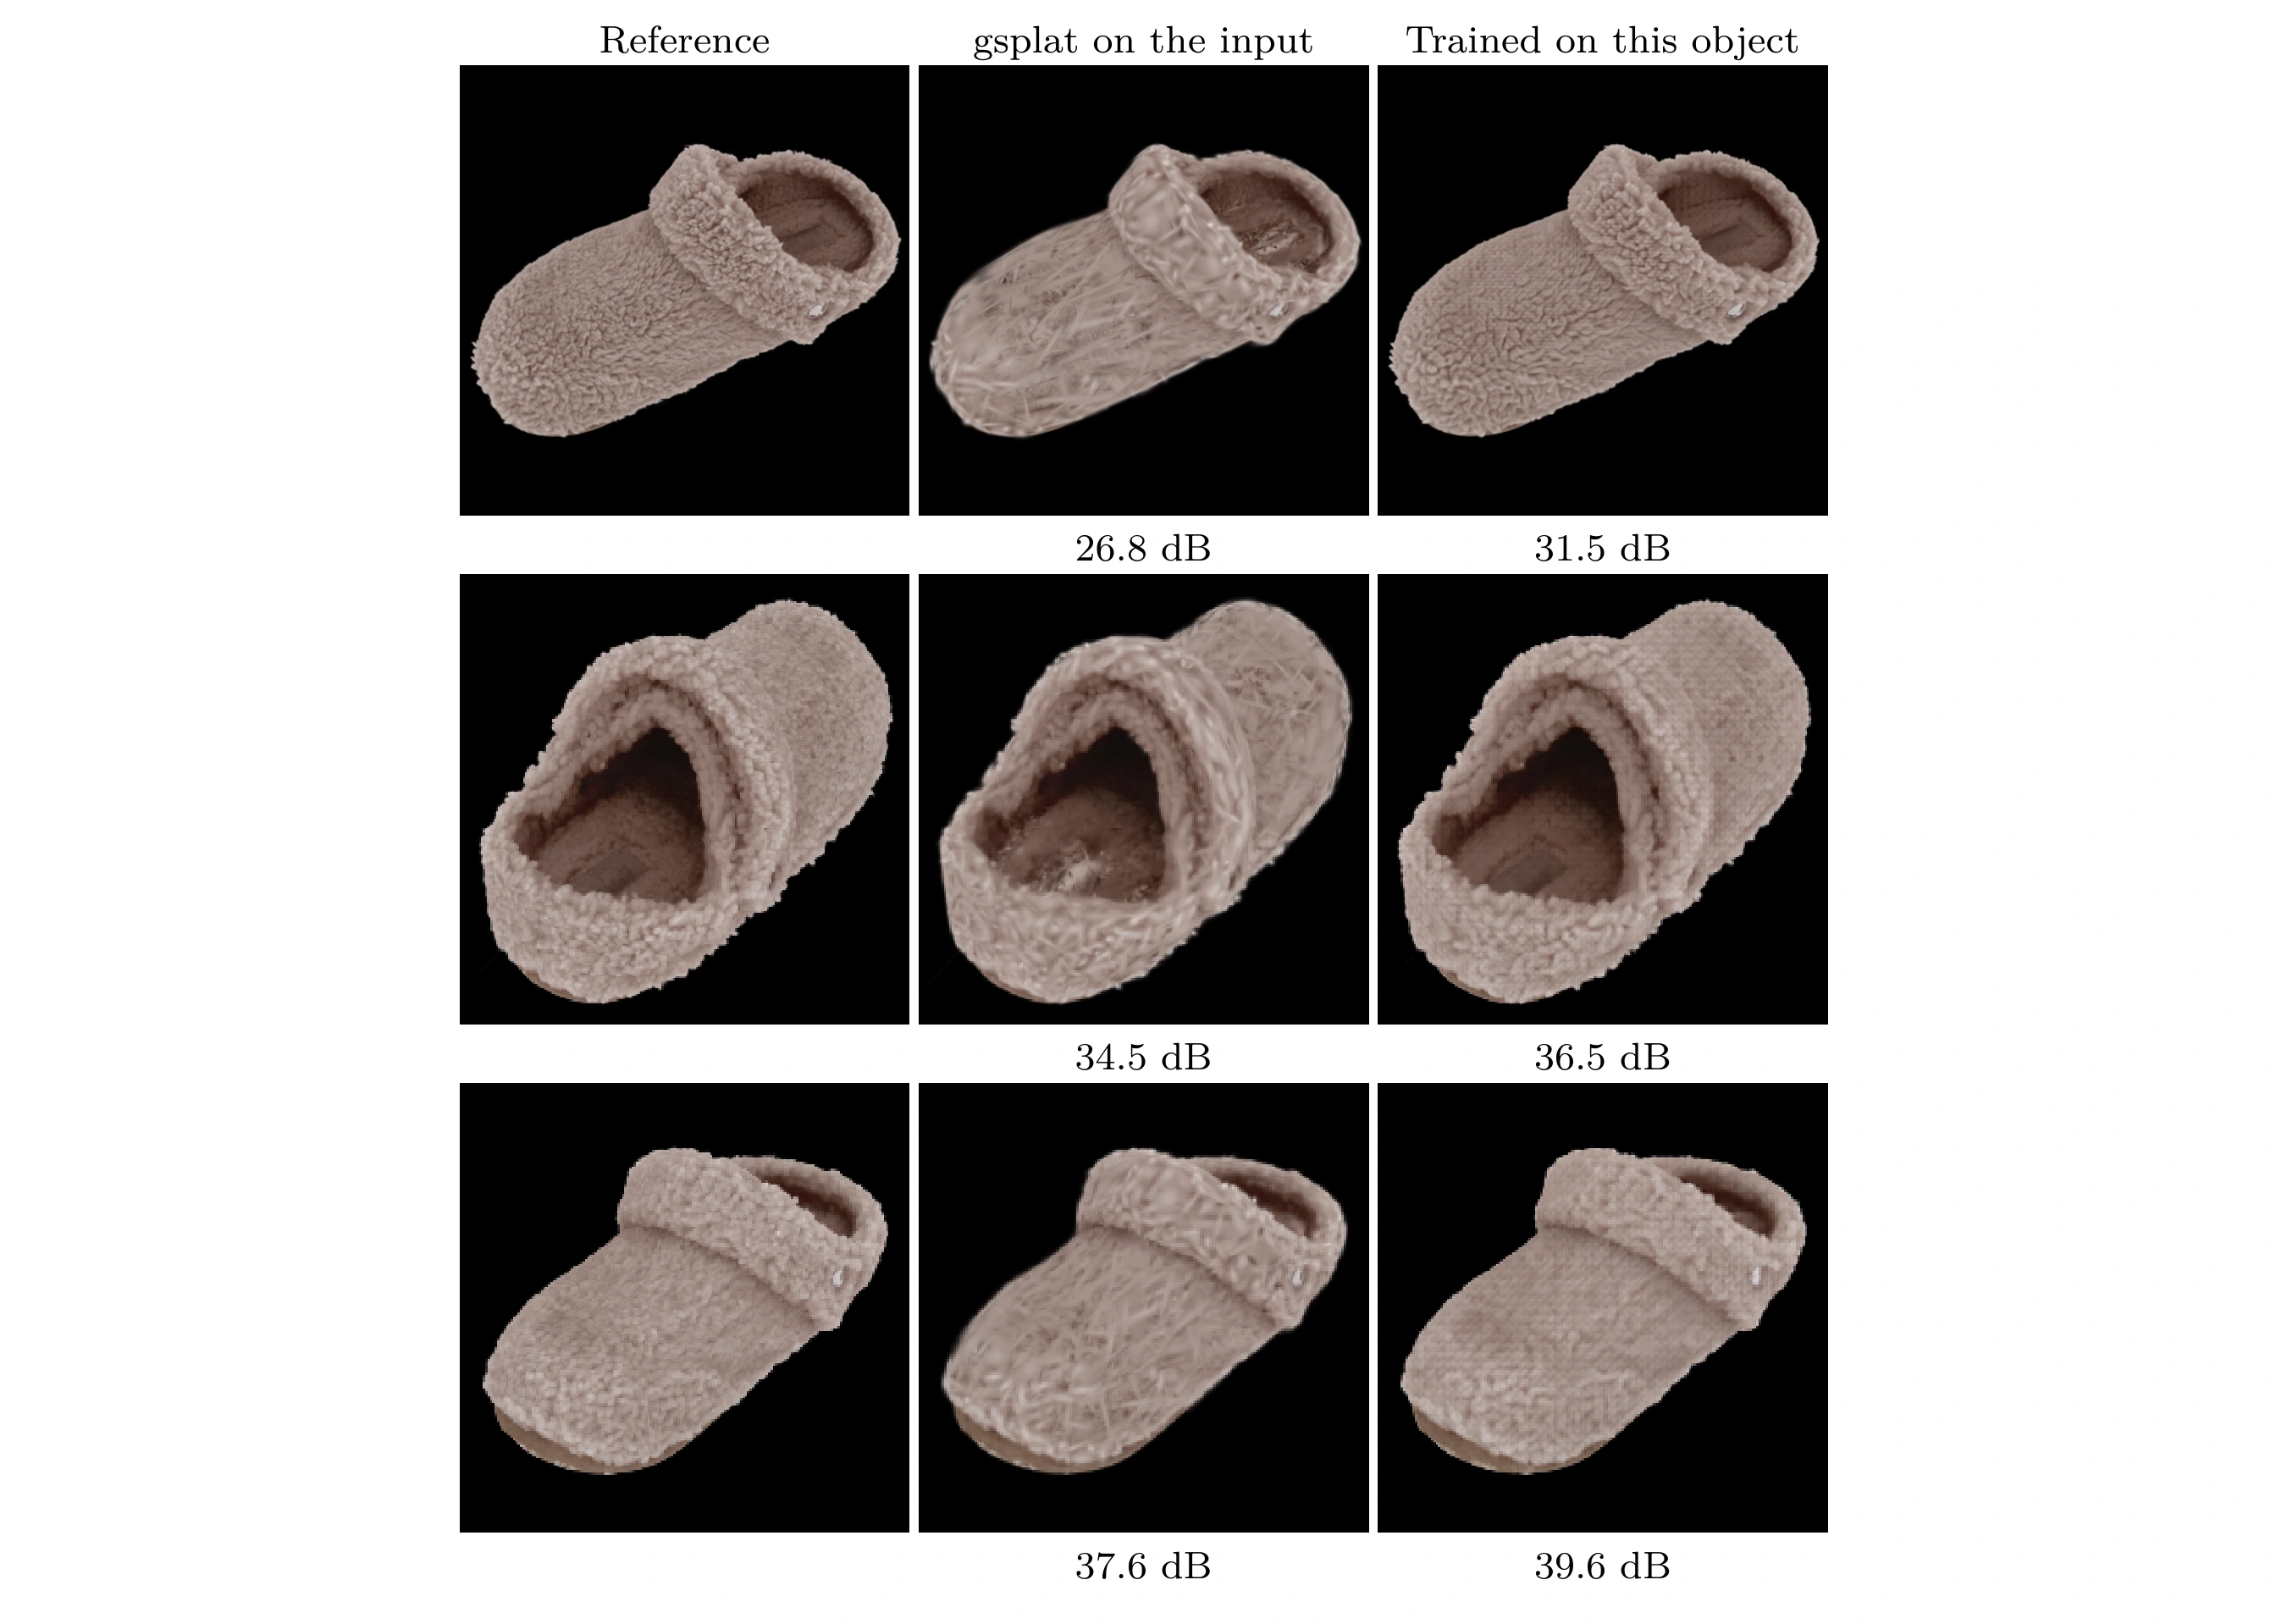 Reference gsplat on the input Trained on this object
26.8 dB 31.5 dB
34.5 dB 36.5 dB
37.6 dB 39.6 dB